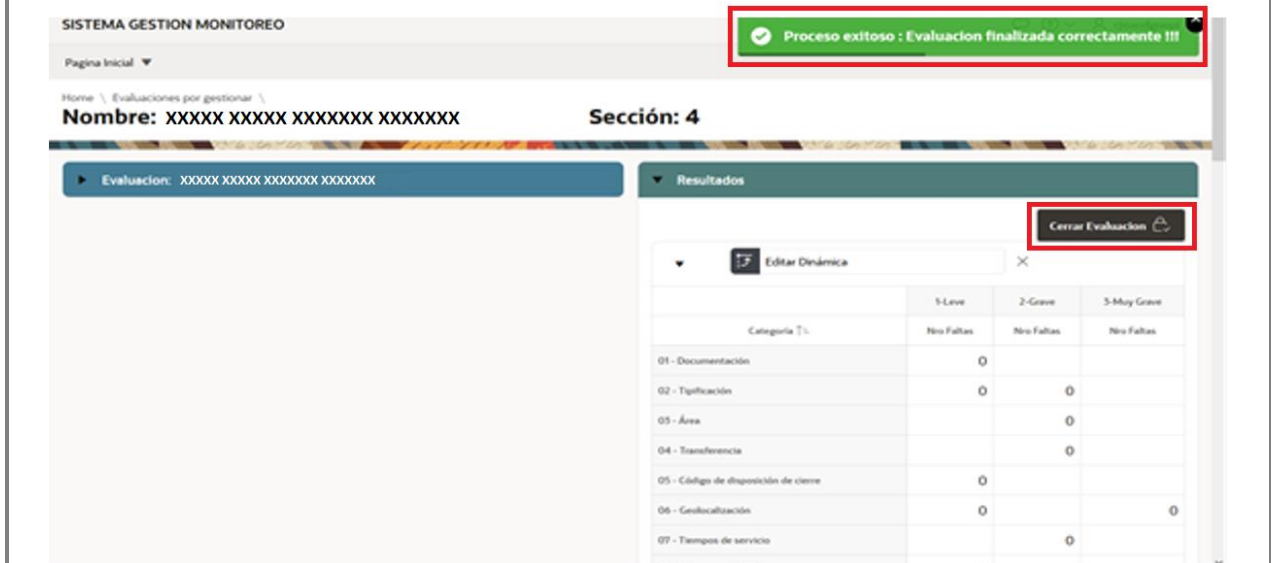 SISTEMA GESTION MONITOREO
Proceso exitoso : Evaluacion finalizada correctamente !!!
Pagina Inicial
Home \ Evaluaciones por gestionar \
Nombre: XXXXX XXXXX XXXXXXX XXXXXXX Sección: 4
Evaluacion: XXXXX XXXXX XXXXXXX XXXXXXX
Resultados
Cerrar Evaluacion
Editar Dinámica
1-Leve 2-Grave 3-Muy Grave
Categoría Nro Faltas Nro Faltas Nro Faltas
01 - Documentación 0
02 - Tipificación 0 0
03 - Área 0
04 - Transferencia 0
05 - Código de disposición de cierre 0
06 - Geolocalización 0 0
07 - Tiempos de servicio 0